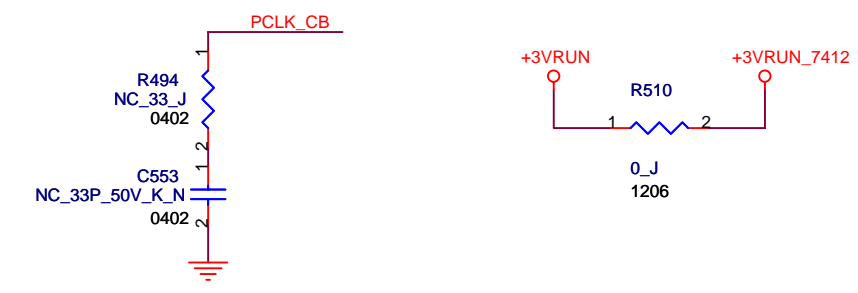 PCLK_CB
1
R494
NC_33_J
0402
2
1
C553
NC_33P_50V_K_N
0402
2
+3VRUN
+3VRUN_7412
R510
1
2
0_J
1206